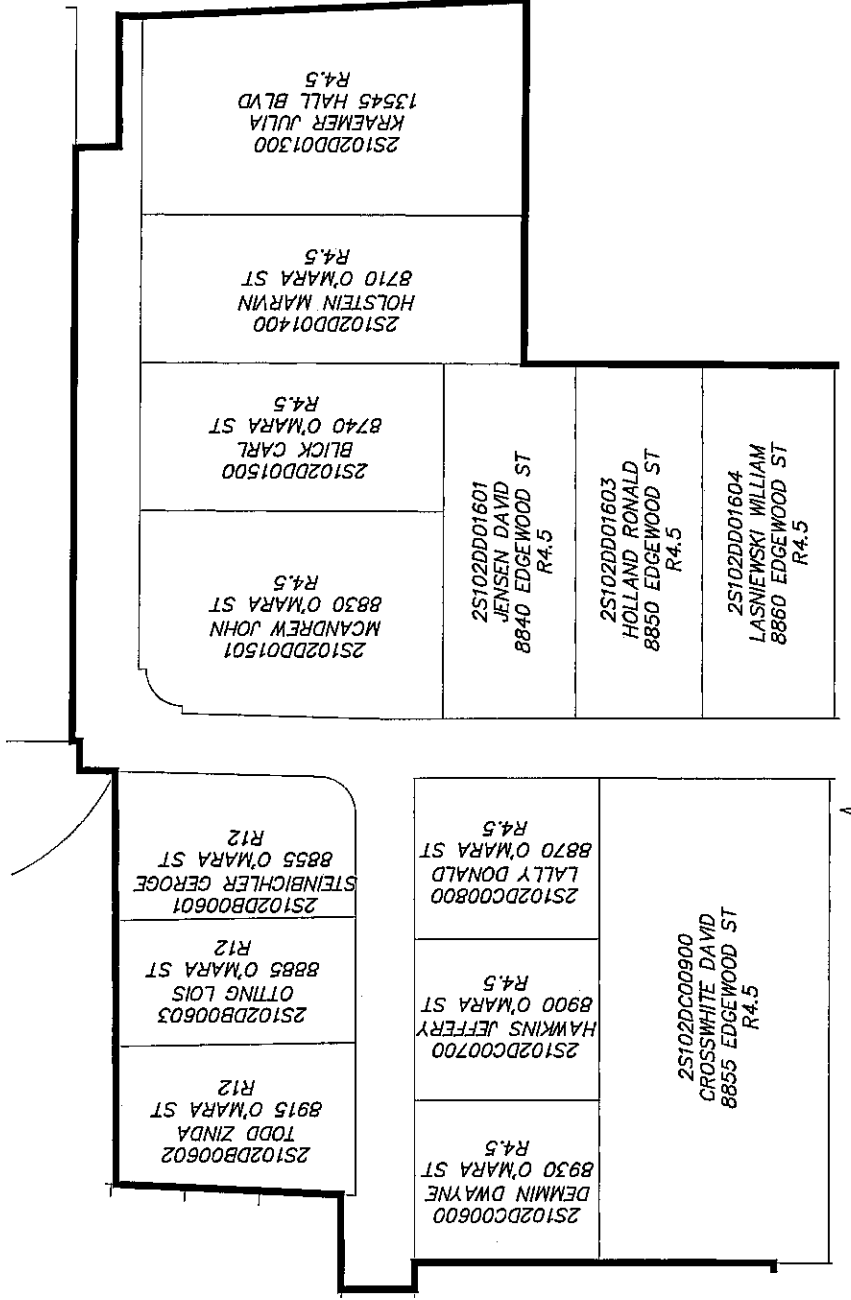 2S102DD01300
KRAEMER JULIA
13545 HALL BLVD
R4.5
2S102DD01400
HOLSTEIN MARVIN
8710 O'MARA ST
R4.5
2S102DD01500
BLICK CARL
8740 O'MARA ST
R4.5
2S102DD01501
MCANDREW JOHN
8830 O'MARA ST
R4.5
2S102DD01601
JENSEN DAVID
8840 EDGEWOOD ST
R4.5
2S102DD01603
HOLLAND RONALD
8850 EDGEWOOD ST
R4.5
2S102DD01604
LASNIEWSKI WILLIAM
8860 EDGEWOOD ST
R4.5
2S102DB00601
STEINBICHLER GEROGE
8855 O'MARA ST
R12
2S102DB00603
OTTING LOIS
8885 O'MARA ST
R12
2S102DB00602
TODD ZINDA
8915 O'MARA ST
R12
2S102DC00800
LALLY DONALD
8870 O'MARA ST
R4.5
2S102DC00700
HAWKINS JEFFERY
8900 O'MARA ST
R4.5
2S102DC00600
DEMMIN DWAYNE
8930 O'MARA ST
R4.5
2S102DC00900
CROSSWHITE DAVID
8855 EDGEWOOD ST
R4.5